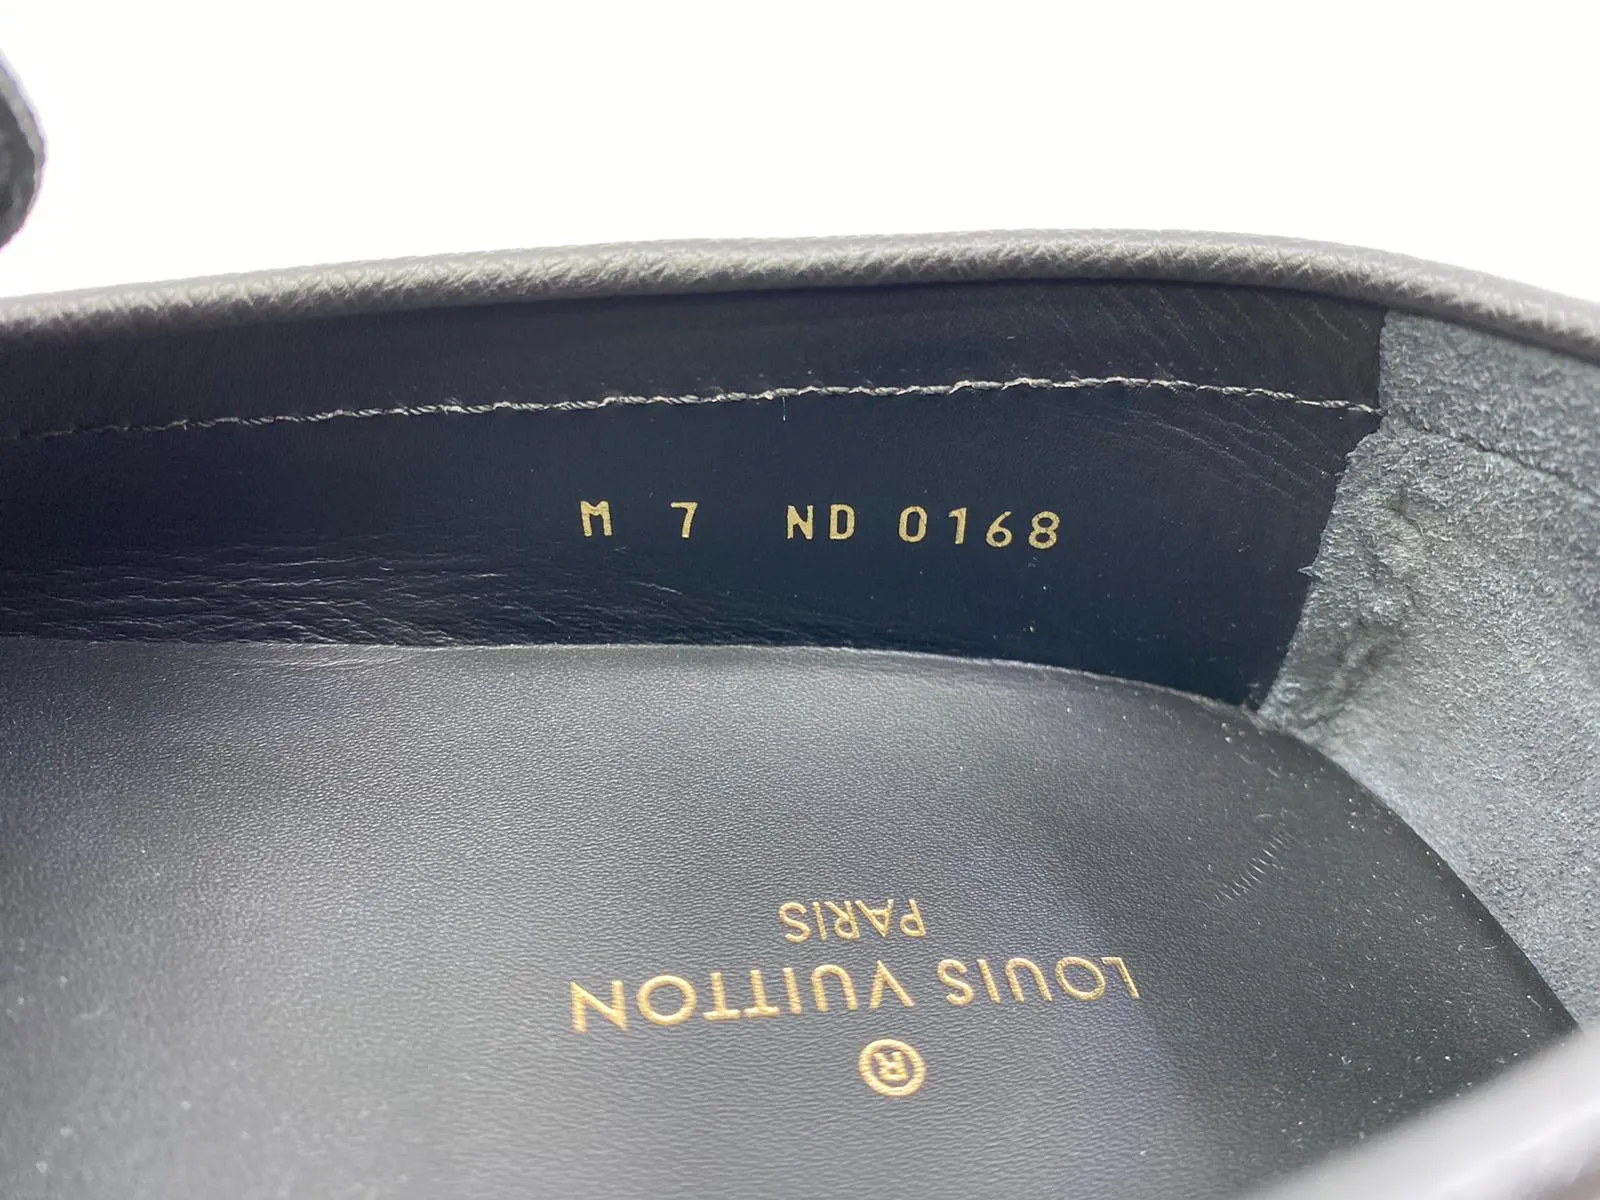 M 7 ND 0168
LOUIS VUITTON
PARIS
®